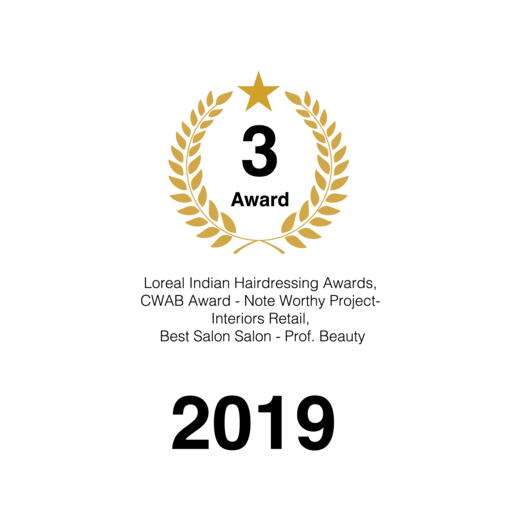 3
Award
Loreal Indian Hairdressing Awards,
CWAB Award - Note Worthy Project-
Interiors Retail,
Best Salon Salon - Prof. Beauty
2019